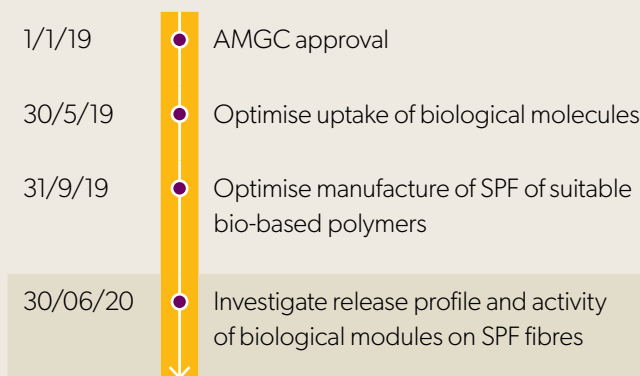 1/1/19 AMGC approval
30/5/19 Optimise uptake of biological molecules
31/9/19 Optimise manufacture of SPF of suitable
bio-based polymers
30/06/20 Investigate release profile and activity
of biological modules on SPF fibres